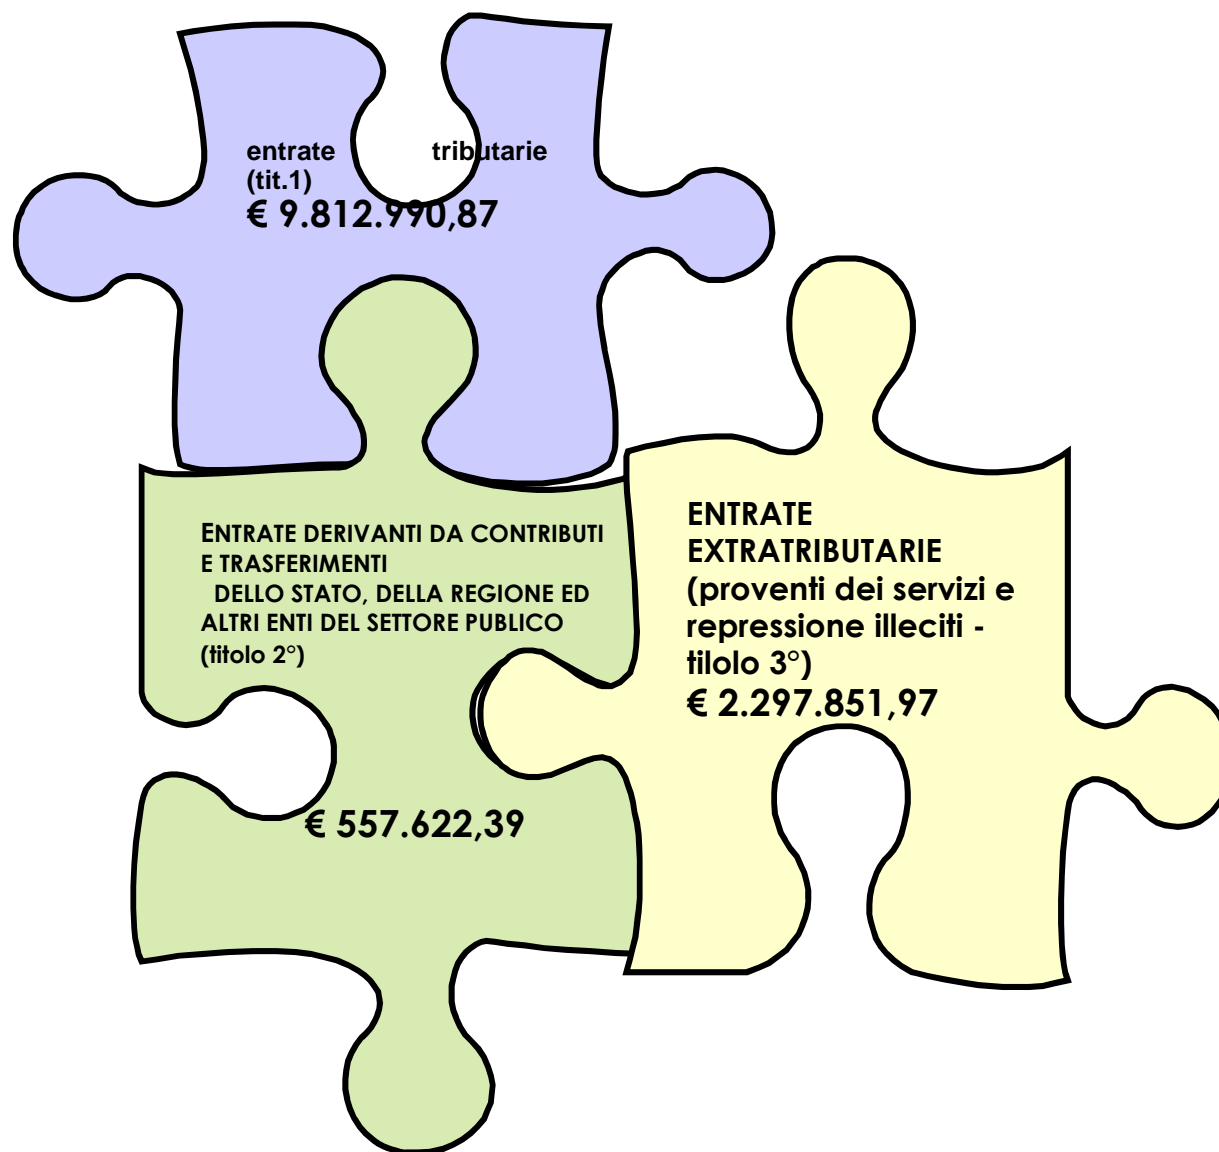 entrate tributarie
(tit.1)
€ 9.812.990,87
ENTRATE DERIVANTI DA CONTRIBUTI
E TRASFERIMENTI
DELLO STATO, DELLA REGIONE ED
ALTRI ENTI DEL SETTORE PUBLICO
(titolo 2°)
€ 557.622,39
ENTRATE
EXTRATRIBUTARIE
(proventi dei servizi e
repressione illeciti -
tilolo 3°)
€ 2.297.851,97